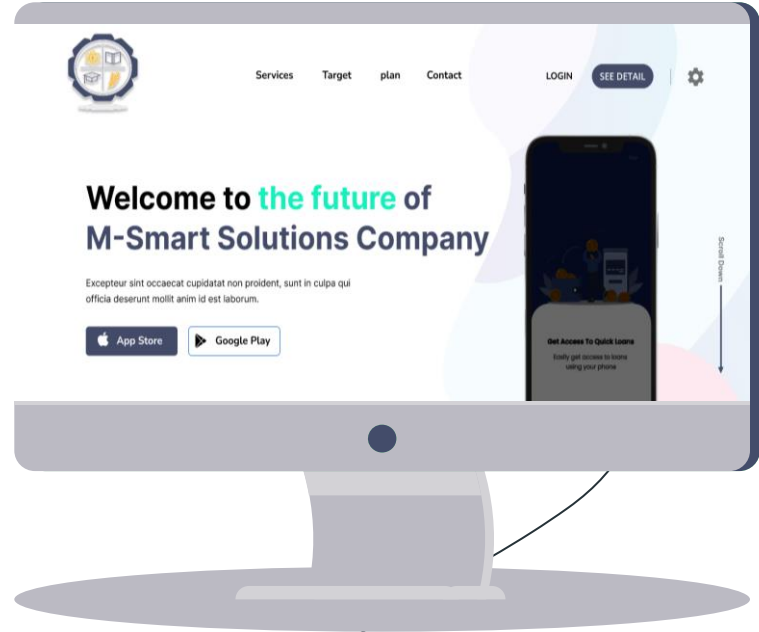 Services Target plan Contact LOGIN SEE DETAIL
Welcome to the future of
M-Smart Solutions Company
Excepteur sint occaecat cupidatat non proident, sunt in culpa qui
officia deserunt mollit anim id est laborum.
App Store Google Play
Get Access To Quick Loans
Easily get access to loans
using your phone
Scroll Down